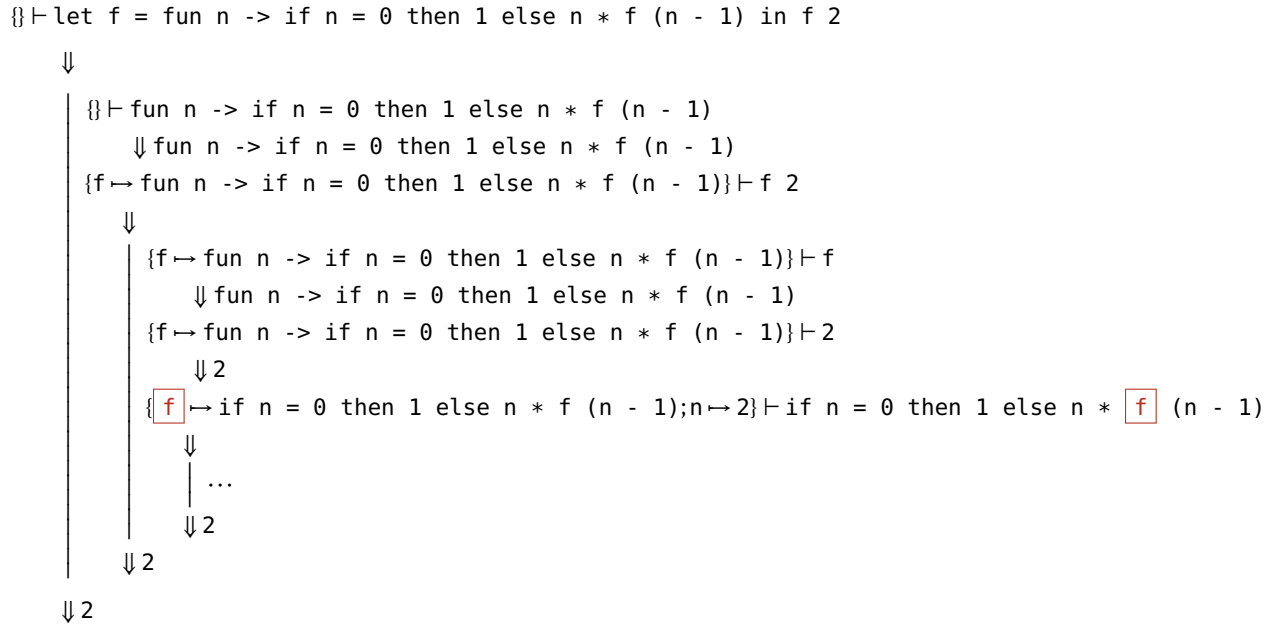 {} ⊢ let f = fun n -> if n = 0 then 1 else n * f (n - 1) in f 2
⇓
{} ⊢ fun n -> if n = 0 then 1 else n * f (n - 1)
⇓ fun n -> if n = 0 then 1 else n * f (n - 1)
{f ↦ fun n -> if n = 0 then 1 else n * f (n - 1)} ⊢ f 2
⇓
{f ↦ fun n -> if n = 0 then 1 else n * f (n - 1)} ⊢ f
⇓ fun n -> if n = 0 then 1 else n * f (n - 1)
{f ↦ fun n -> if n = 0 then 1 else n * f (n - 1)} ⊢ 2
⇓ 2
{ f ↦ if n = 0 then 1 else n * f (n - 1);n ↦ 2} ⊢ if n = 0 then 1 else n * f (n - 1)
⇓
...
⇓ 2
⇓ 2
⇓ 2